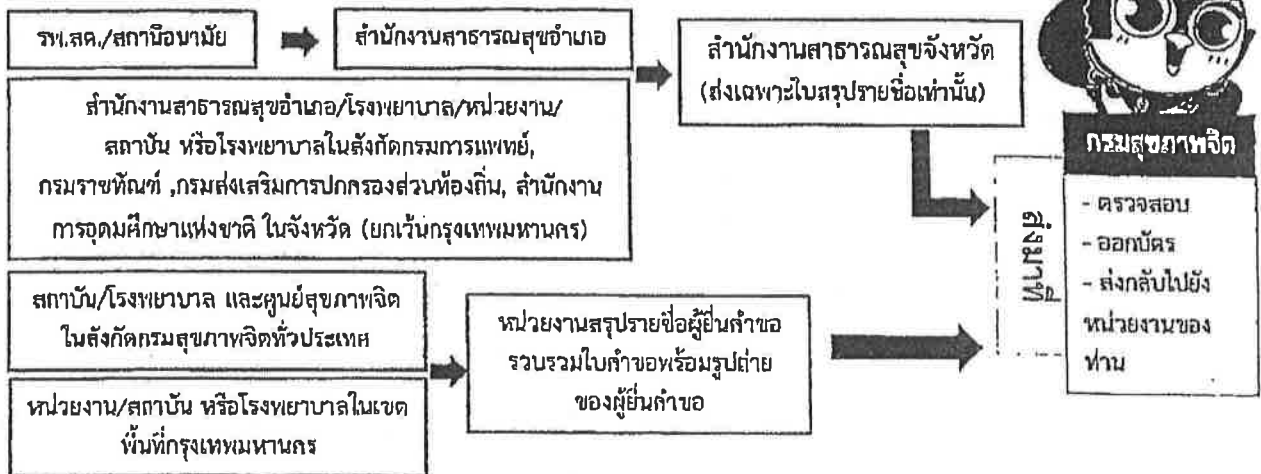 รพ.สต./สถานีอนามัย
สำนักงานสาธารณสุขอำเภอ
สำนักงานสาธารณสุขอำเภอ/โรงพยาบาล/หน่วยงาน/
สถาบัน หรือโรงพยาบาลในสังกัดกรมการแพทย์,
กรมราชทัณฑ์ ,กรมส่งเสริมการปกครองส่วนท้องถิ่น, สำนักงาน
การอุดมศึกษาแห่งชาติ ในจังหวัด (ยกเว้นกรุงเทพมหานคร)
สำนักงานสาธารณสุขจังหวัด
(ส่งเฉพาะใบสรุปรายชื่อเท่านั้น)
สถาบัน/โรงพยาบาล และศูนย์สุขภาพจิต
ในสังกัดกรมสุขภาพจิตทั่วประเทศ
หน่วยงาน/สถาบัน หรือโรงพยาบาลในเขต
พื้นที่กรุงเทพมหานคร
หน่วยงานสรุปรายชื่อผู้ยื่นคำขอ
รวบรวมใบคำขอพร้อมรูปถ่าย
ของผู้ยื่นคำขอ
ส่งมาที่
กรมสุขภาพจิต
- ตรวจสอบ
- ออกบัตร
- ส่งกลับไปยัง
หน่วยงานของ
ท่าน